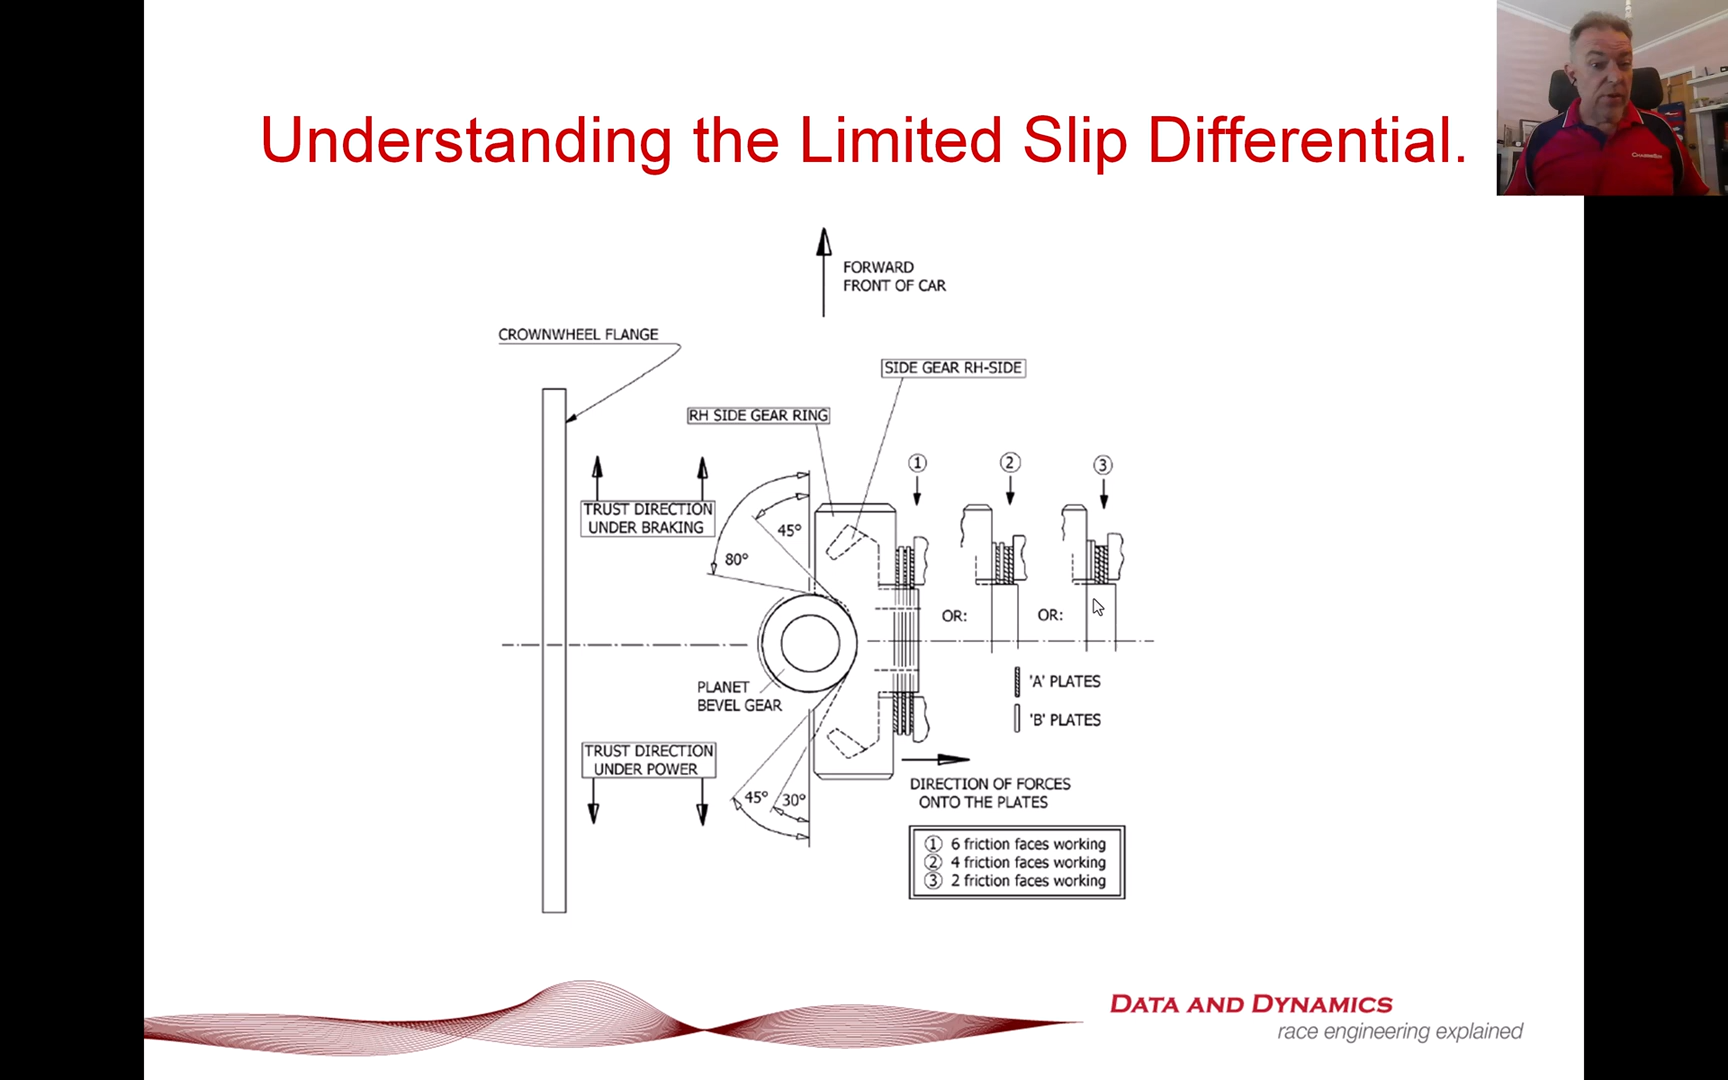 Understanding the Limited Slip Differential.
FORWARD
FRONT OF CAR
CROWNWHEEL FLANGE
SIDE GEAR RH-SIDE
RH SIDE GEAR RING
1
2
3
TRUST DIRECTION
UNDER BRAKING
45°
80°
OR:
OR:
PLANET
BEVEL GEAR
'A' PLATES
'B' PLATES
TRUST DIRECTION
UNDER POWER
45°
30°
DIRECTION OF FORCES
ONTO THE PLATES
1 6 friction faces working
2 4 friction faces working
3 2 friction faces working
DATA AND DYNAMICS
race engineering explained